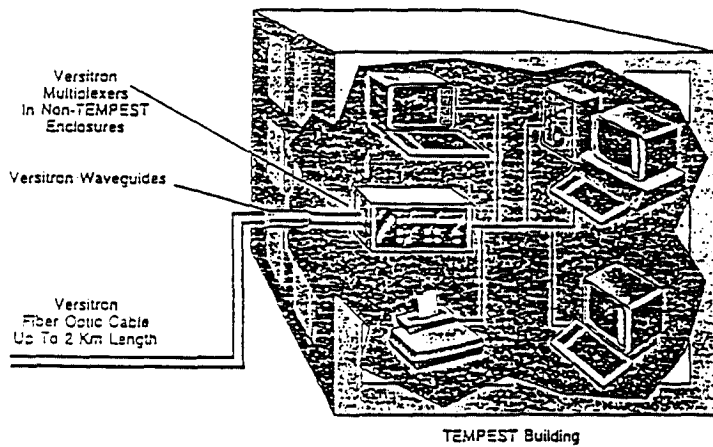 Versitron
Multiplexers
In Non-TEMPEST
Enclosures
Versitron Waveguides
Versitron
Fiber Optic Cable
Up To 2 Km Length
TEMPEST Building